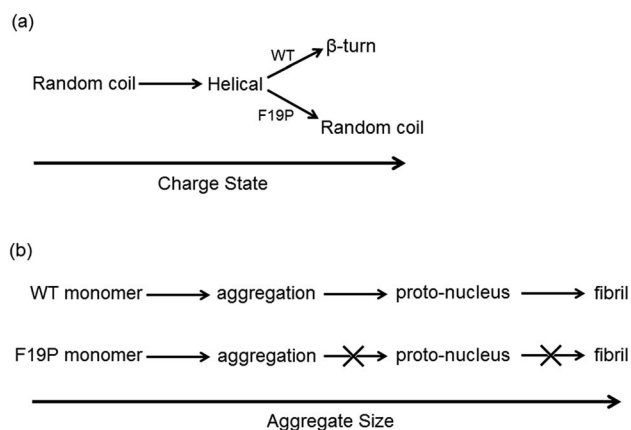 (a)
WT
β-turn
Random coil
Helical
F19P
Random coil
Charge State
(b)
WT monomer aggregation proto-nucleus fibril
F19P monomer aggregation proto-nucleus fibril
Aggregate Size